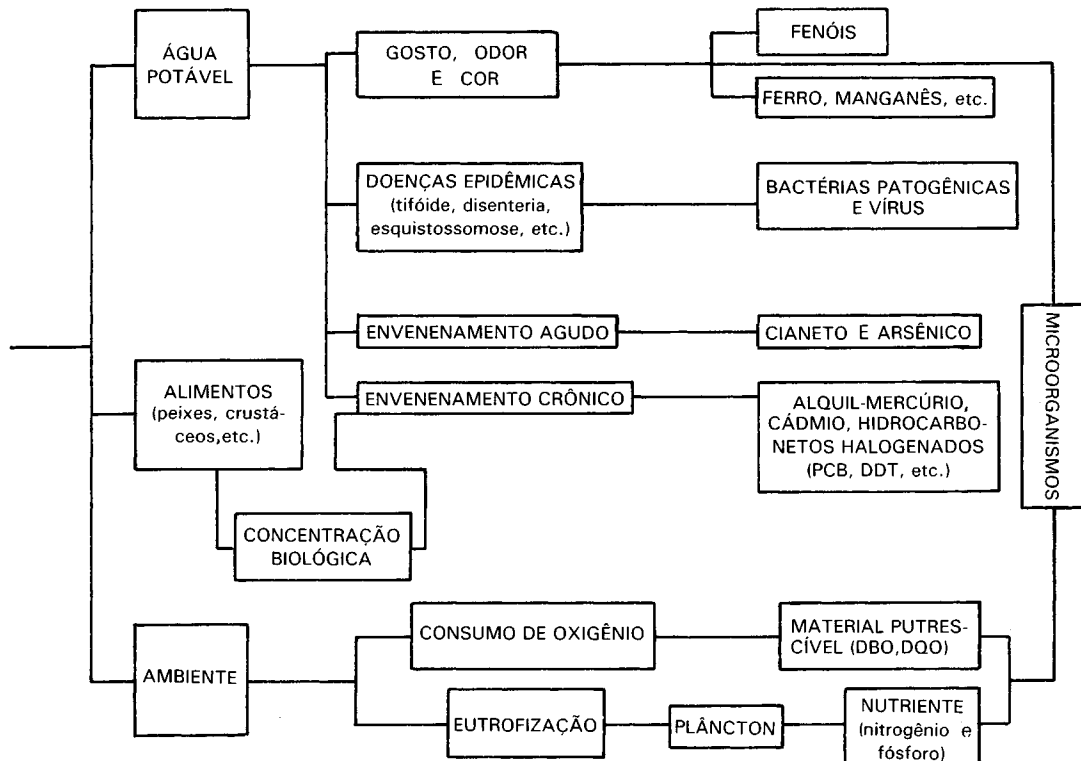 ÁGUA
POTÁVEL
GOSTO, ODOR
E COR
FENÓIS
FERRO, MANGANÊS, etc.
DOENÇAS EPIDÊMICAS
(tifóide, disenteria,
esquistossomose, etc.)
BACTÉRIAS PATOGÊNICAS
E VÍRUS
ENVENENAMENTO AGUDO
CIANETO E ARSÊNICO
ALIMENTOS
(peixes, crustá-
ceos,etc.)
ENVENENAMENTO CRÔNICO
ALQUIL-MERCÚRIO,
CÁDMIO, HIDROCARBO-
NETOS HALOGENADOS
(PCB, DDT, etc.)
MICROORGANISMOS
CONCENTRAÇÃO
BIOLÓGICA
AMBIENTE
CONSUMO DE OXIGÊNIO
MATERIAL PUTRES-
CÍVEL (DBO,DQO)
EUTROFIZAÇÃO
PLÂNCTON
NUTRIENTE
(nitrogênio e
fósforo)